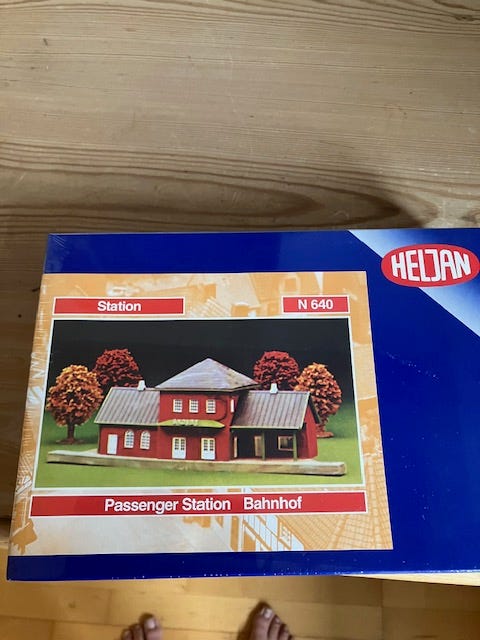 HELJAN
Station
N 640
Passenger Station Bahnhof